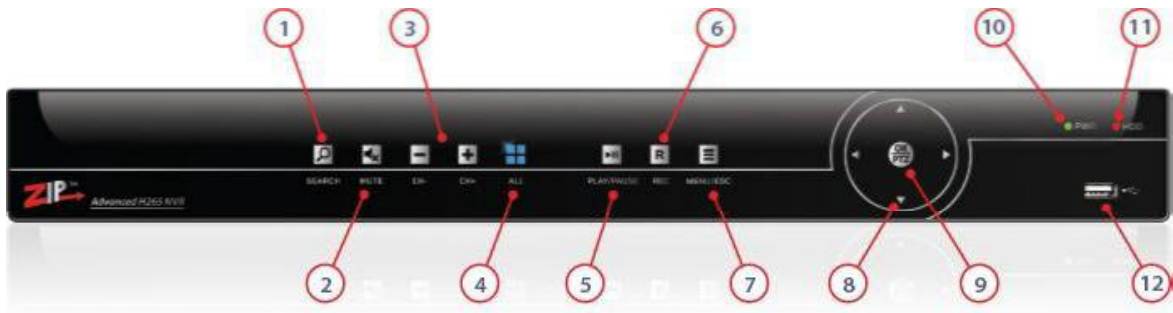 1
3
6
10
11
PWR
HDD
OK
PTZ
SEARCH
MUTE
CH-
CH+
ALL
PLAY/PAUSE
R
REC
MENU/ESC
ZIP™
Advanced H265 NVR
2
4
5
7
8
9
12